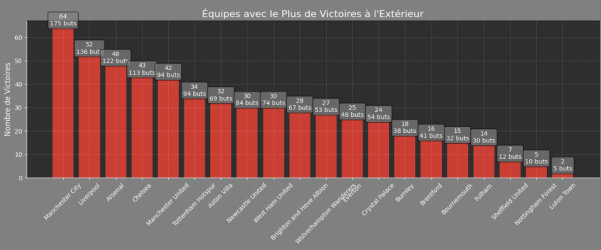 Équipes avec le Plus de Victoires à l'Extérieur
Nombre de Victoires
60
50
40
30
20
10
0
64
175 buts
52
136 buts
48
122 buts
43
113 buts
42
94 buts
34
94 buts
32
69 buts
30
84 buts
30
74 buts
28
67 buts
27
53 buts
25
48 buts
24
54 buts
18
38 buts
16
41 buts
15
32 buts
14
30 buts
7
12 buts
5
10 buts
2
5 buts
Manchester City
Liverpool
Arsenal
Chelsea
Manchester United
Tottenham Hotspur
Aston Villa
Newcastle United
West Ham United
Brighton and Hove Albion
Wolverhampton Wanderers
Everton
Crystal Palace
Burnley
Brentford
Bournemouth
Fulham
Sheffield United
Nottingham Forest
Luton Town